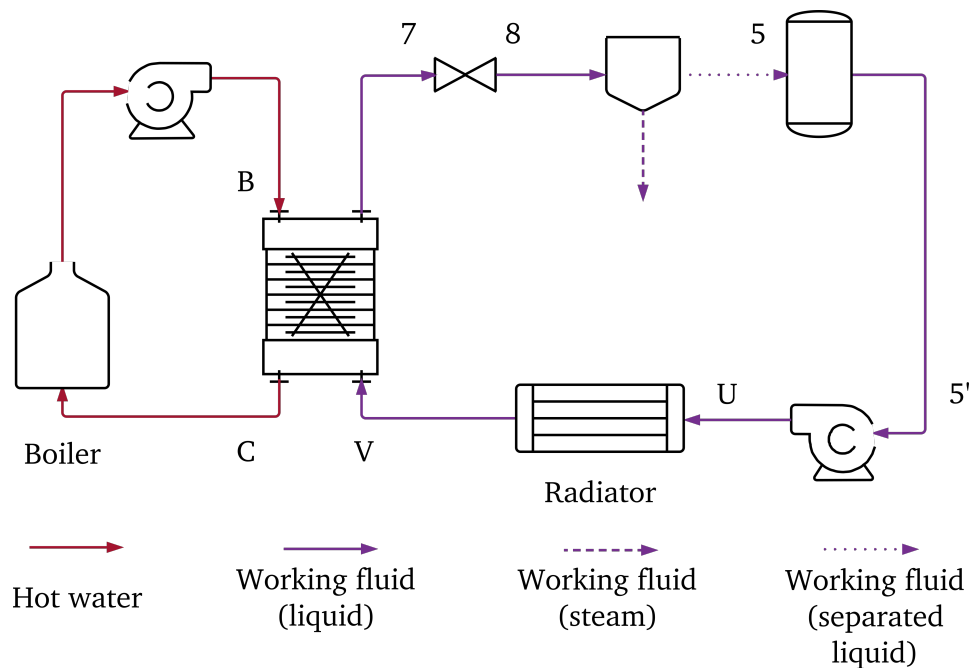 7
8
5
B
U
5'
Boiler
C
V
Radiator
Hot water
Working fluid
(liquid)
Working fluid
(steam)
Working fluid
(separated
liquid)